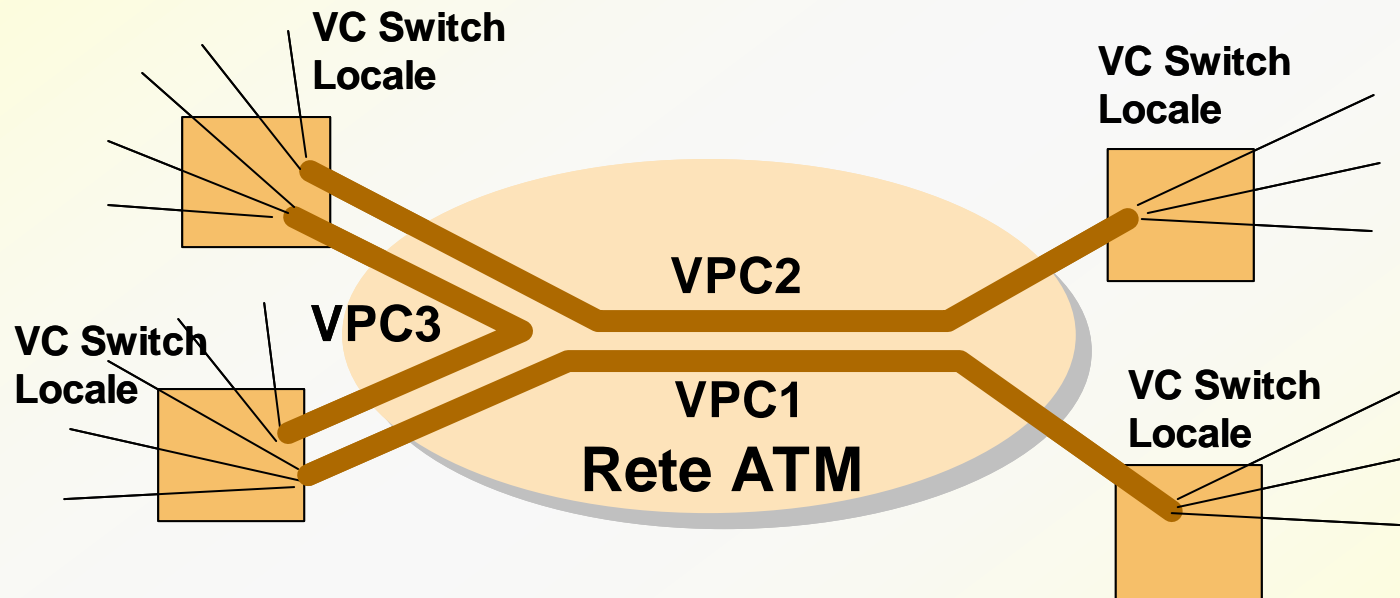 VC Switch
Locale
VC Switch
Locale
VPC2
VPC3
VC Switch
Locale
VPC1
VC Switch
Locale
Rete ATM